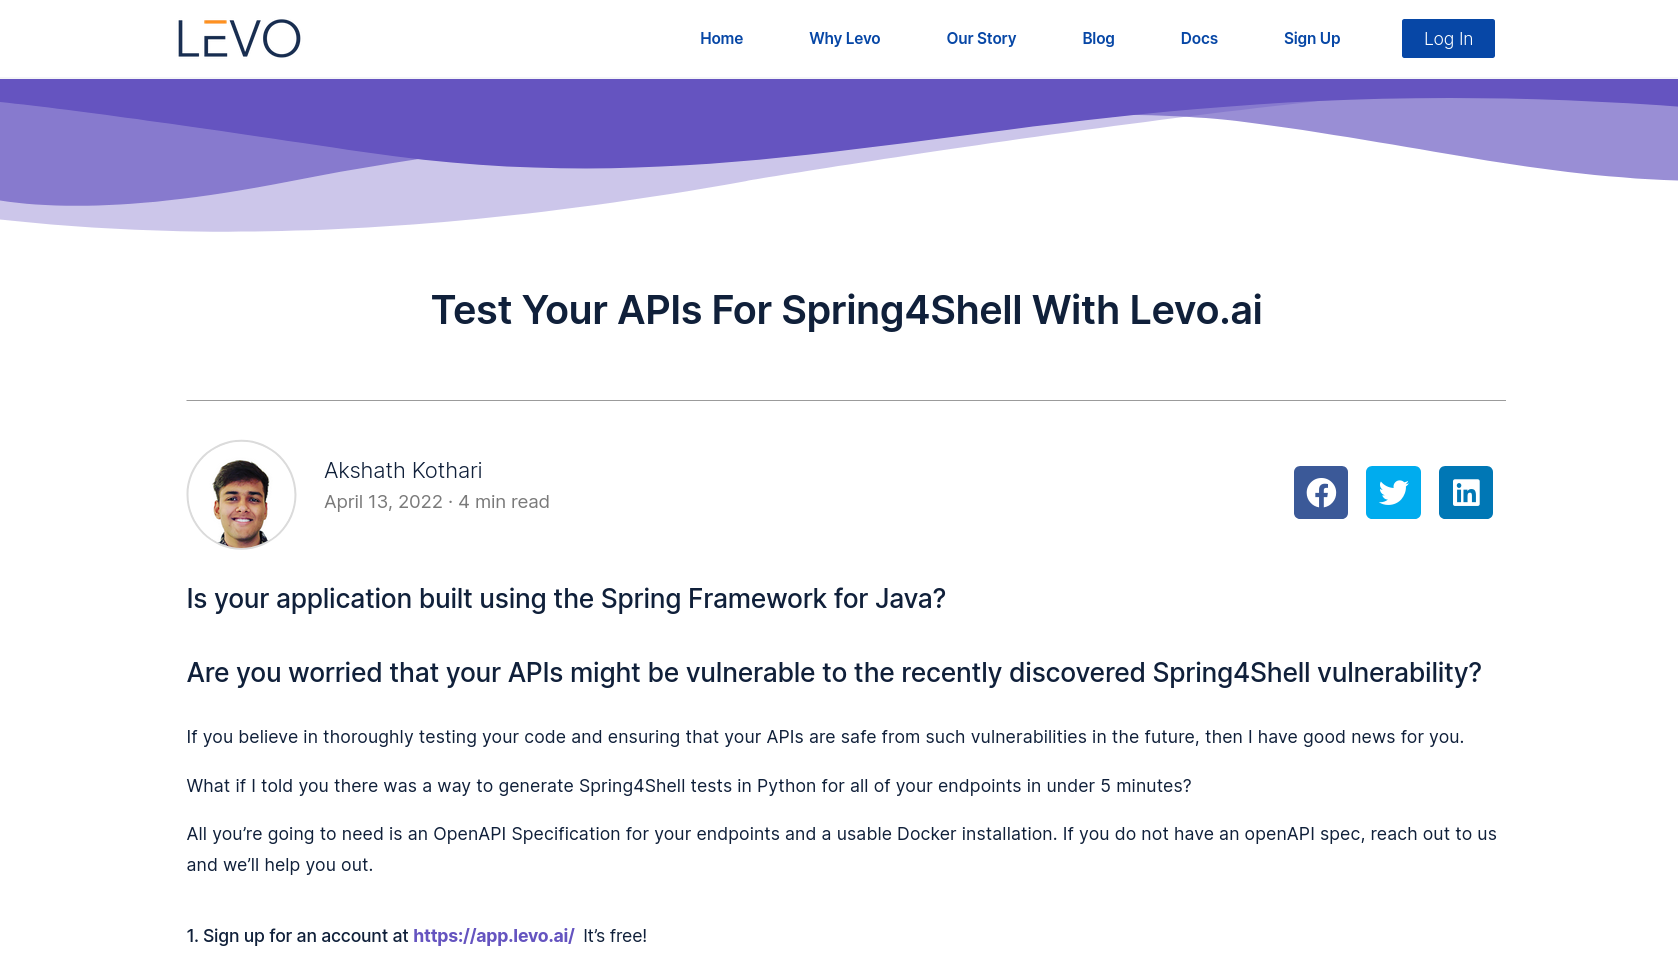 LEVO
Home
Why Levo
Our Story
Blog
Docs
Sign Up
Log In
Test Your APIs For Spring4Shell With Levo.ai
Akshath Kothari
April 13, 2022 · 4 min read
Is your application built using the Spring Framework for Java?
Are you worried that your APIs might be vulnerable to the recently discovered Spring4Shell vulnerability?
If you believe in thoroughly testing your code and ensuring that your APIs are safe from such vulnerabilities in the future, then I have good news for you.
What if I told you there was a way to generate Spring4Shell tests in Python for all of your endpoints in under 5 minutes?
All you’re going to need is an OpenAPI Specification for your endpoints and a usable Docker installation. If you do not have an openAPI spec, reach out to us
and we’ll help you out.
1. Sign up for an account at https://app.levo.ai/ It’s free!